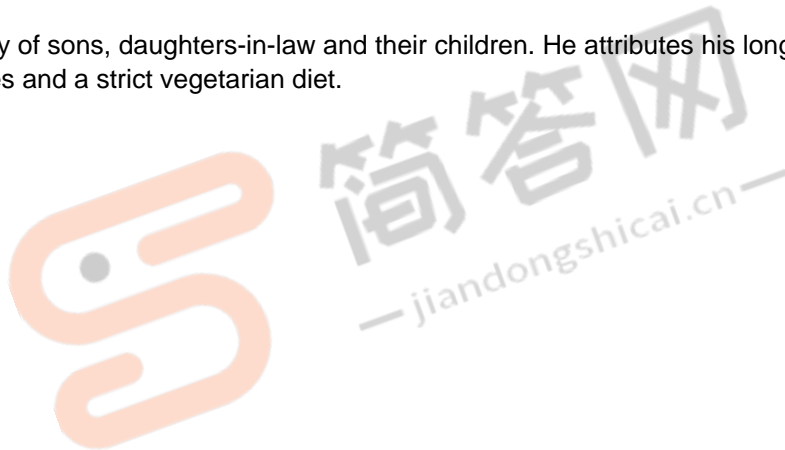 y of sons, daughters-in-law and their children. He attributes his long
es and a strict vegetarian diet.
简答网
jiandongshicai.cn